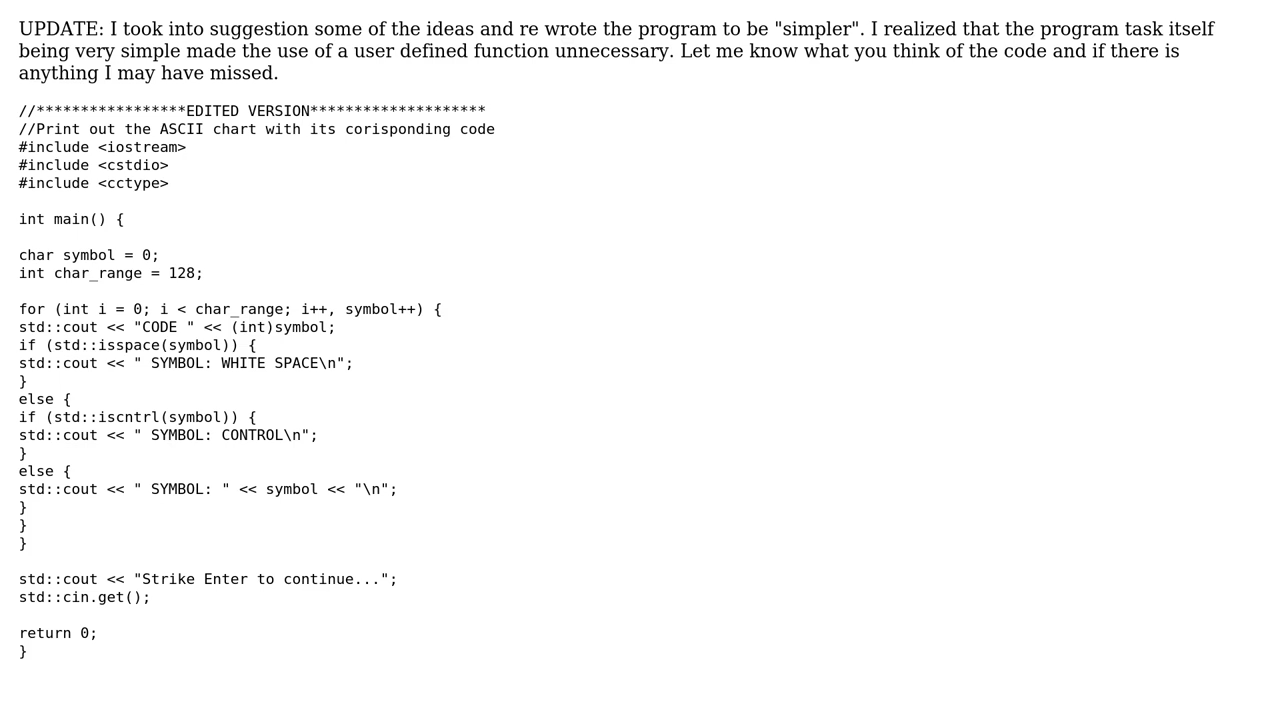 UPDATE: I took into suggestion some of the ideas and re wrote the program to be "simpler". I realized that the program task itself
being very simple made the use of a user defined function unnecessary. Let me know what you think of the code and if there is
anything I may have missed.
//*****************EDITED VERSION********************
//Print out the ASCII chart with its corisponding code
#include <iostream>
#include <cstdio>
#include <cctype>
int main() {
char symbol = 0;
int char_range = 128;
for (int i = 0; i < char_range; i++, symbol++) {
std::cout << "CODE " << (int)symbol;
if (std::isspace(symbol)) {
std::cout << " SYMBOL: WHITE SPACE\n";
}
else {
if (std::iscntrl(symbol)) {
std::cout << " SYMBOL: CONTROL\n";
}
else {
std::cout << " SYMBOL: " << symbol << "\n";
}
}
}
std::cout << "Strike Enter to continue...";
std::cin.get();
return 0;
}